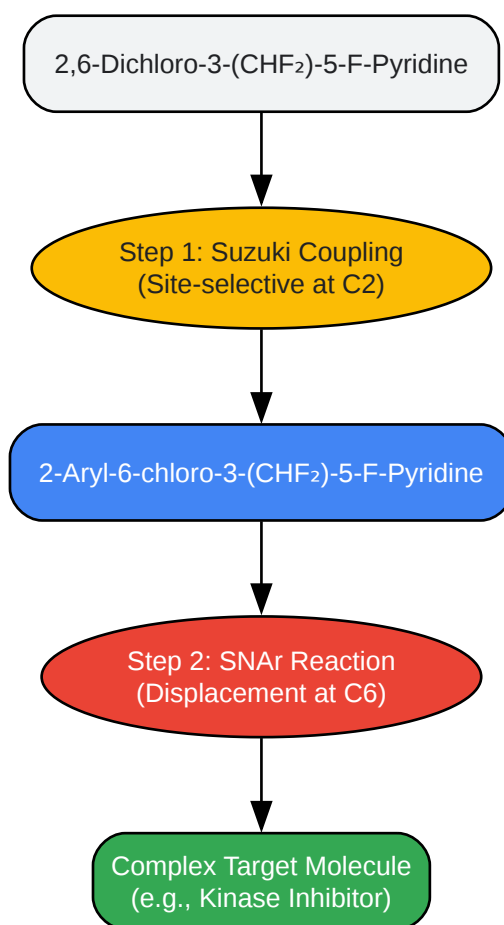 2,6-Dichloro-3-(CHF₂)-5-F-Pyridine
Step 1: Suzuki Coupling
(Site-selective at C2)
2-Aryl-6-chloro-3-(CHF₂)-5-F-Pyridine
Step 2: SNAr Reaction
(Displacement at C6)
Complex Target Molecule
(e.g., Kinase Inhibitor)